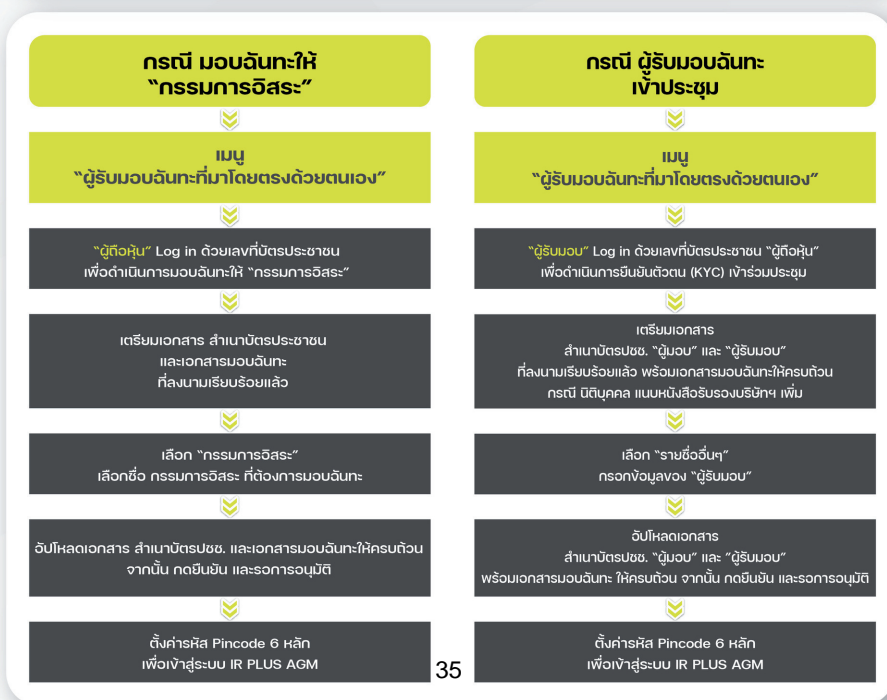 กรณี มอบฉันทะให้
“กรรมการอิสระ”
เมนู
“ผู้รับมอบฉันทะที่มาโดยตรงด้วยตนเอง”
“ผู้ถือหุ้น” Log in ด้วยเลขที่บัตรประชาชน
เพื่อดำเนินการมอบฉันทะให้ “กรรมการอิสระ”
เตรียมเอกสาร สำเนาบัตรประชาชน
และเอกสารมอบฉันทะ
ที่ลงนามเรียบร้อยแล้ว
เลือก “กรรมการอิสระ”
เลือกชื่อ กรรมการอิสระ ที่ต้องการมอบฉันทะ
อัปโหลดเอกสาร สำเนาบัตรปชช. และเอกสารมอบฉันทะให้ครบถ้วน
จากนั้น กดยืนยัน และรอการอนุมัติ
ตั้งค่ารหัส Pincode 6 หลัก
เพื่อเข้าสู่ระบบ IR PLUS AGM
กรณี ผู้รับมอบฉันทะ
เข้าประชุม
เมนู
“ผู้รับมอบฉันทะที่มาโดยตรงด้วยตนเอง”
“ผู้รับมอบ” Log in ด้วยเลขที่บัตรประชาชน “ผู้ถือหุ้น”
เพื่อดำเนินการยืนยันตัวตน (KYC) เข้าร่วมประชุม
เตรียมเอกสาร
สำเนาบัตรปชช. “ผู้มอบ” และ “ผู้รับมอบ”
ที่ลงนามเรียบร้อยแล้ว พร้อมเอกสารมอบฉันทะให้ครบถ้วน
กรณี นิติบุคคล แนบหนังสือรับรองบริษัทฯ เพิ่ม
เลือก “รายชื่ออื่นๆ”
กรอกข้อมูลของ “ผู้รับมอบ”
อัปโหลดเอกสาร
สำเนาบัตรปชช. “ผู้มอบ” และ “ผู้รับมอบ”
พร้อมเอกสารมอบฉันทะ ให้ครบถ้วน จากนั้น กดยืนยัน และรอการอนุมัติ
ตั้งค่ารหัส Pincode 6 หลัก
เพื่อเข้าสู่ระบบ IR PLUS AGM
35